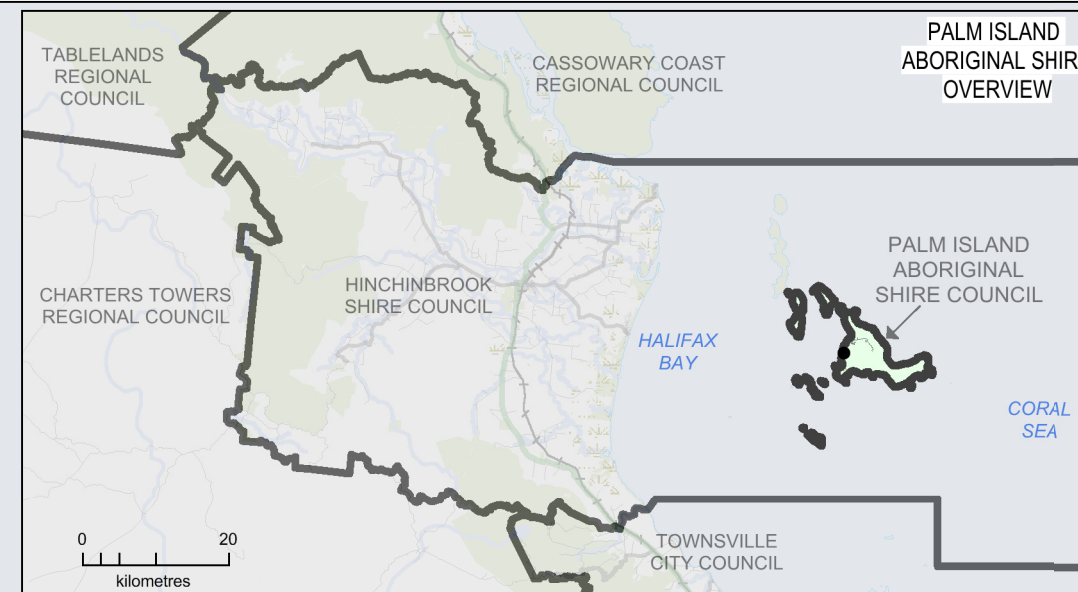 PALM ISLAND
ABORIGINAL SHIR
OVERVIEW
TABLELANDS
REGIONAL
COUNCIL
CASSOWARY COAST
REGIONAL COUNCIL
PALM ISLAND
ABORIGINAL
SHIRE COUNCIL
CHARTERS TOWERS
REGIONAL COUNCIL
HINCHINBROOK
SHIRE COUNCIL
HALIFAX
BAY
CORAL
SEA
TOWNSVILLE
CITY COUNCIL
0 20
kilometres